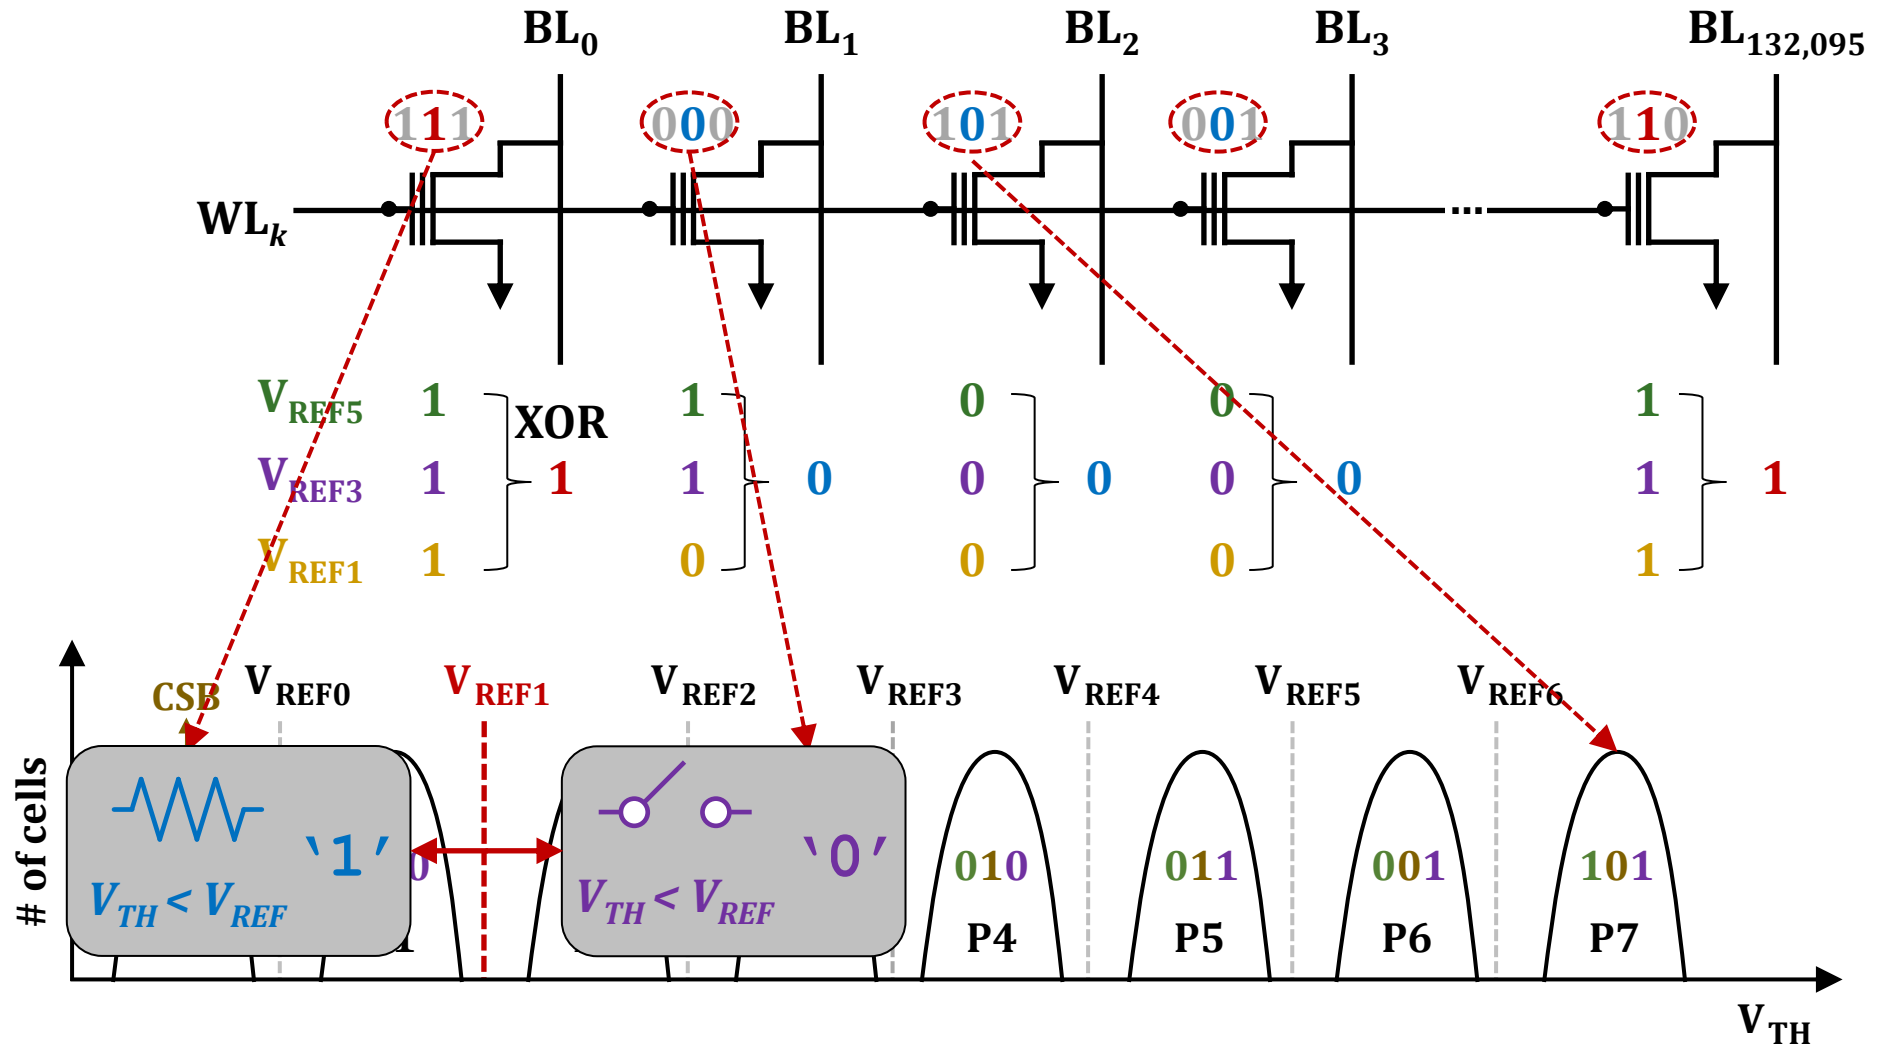 BL0 BL1 BL2 BL3 BL132,095
111 000 101 001 110
WLk ...
VREF5 1 1 0 0 1
XOR
VREF3 1 1 1 0 0 0 0 0 1 1
VREF1 1 0 0 0 1
CSB VREF0 VREF1 VREF2 VREF3 VREF4 VREF5 VREF6
# of cells
‘1’ 0 ‘0’ 010 011 001 101
VTH < VREF VTH < VREF
P4 P5 P6 P7
VTH